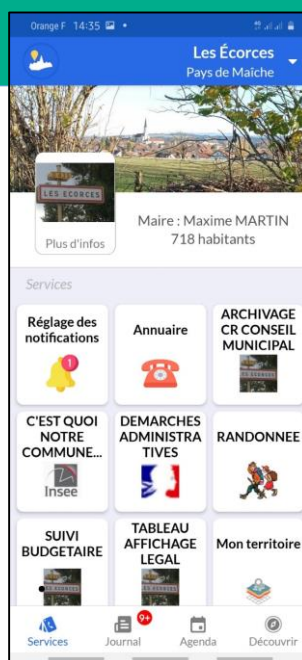 Orange F 14:35
Les Écorces
Pays de Maîche
LES ECORCES
Plus d'infos
Maire : Maxime MARTIN
718 habitants
Services
Réglage des
notifications
1
Annuaire
ARCHIVAGE
CR CONSEIL
MUNICIPAL
C'EST QUOI
NOTRE
COMMUNE...
Insee
DEMARCHES
ADMINISTRA
TIVES
RANDONNEE
SUIVI
BUDGETAIRE
TABLEAU
AFFICHAGE
LEGAL
Mon territoire
Services
9+
Journal
Agenda
Découvrir